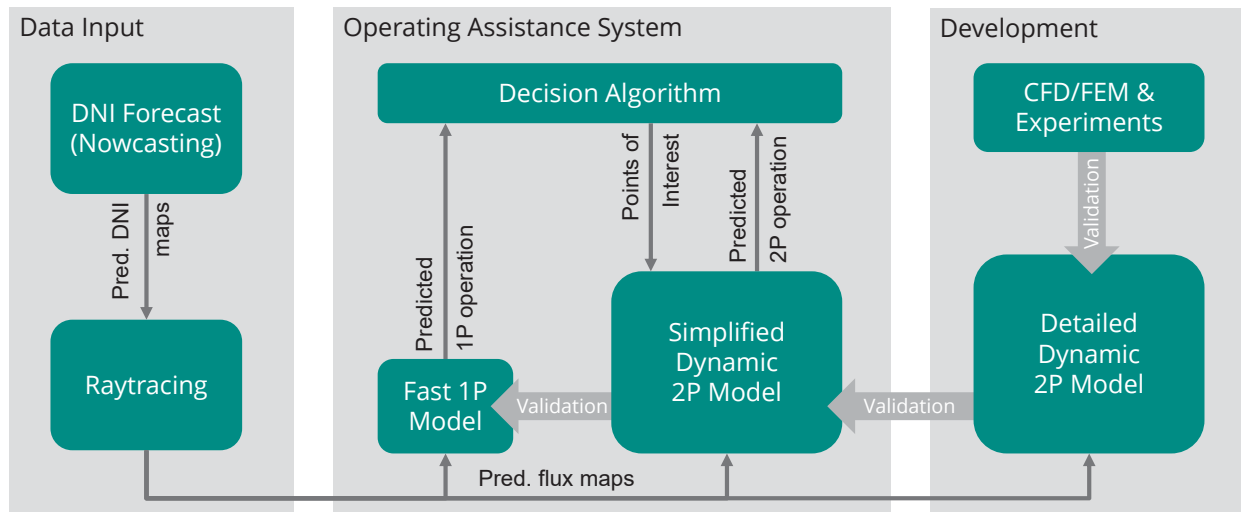 Data Input
DNI Forecast
(Nowcasting)
Pred. DNI
maps
Raytracing
Operating Assistance System
Decision Algorithm
Predicted
1P operation
Points of
Interest
Predicted
2P operation
Fast 1P
Model
Validation
Simplified
Dynamic
2P Model
Validation
Pred. flux maps
Development
CFD/FEM &
Experiments
Validation
Detailed
Dynamic
2P Model